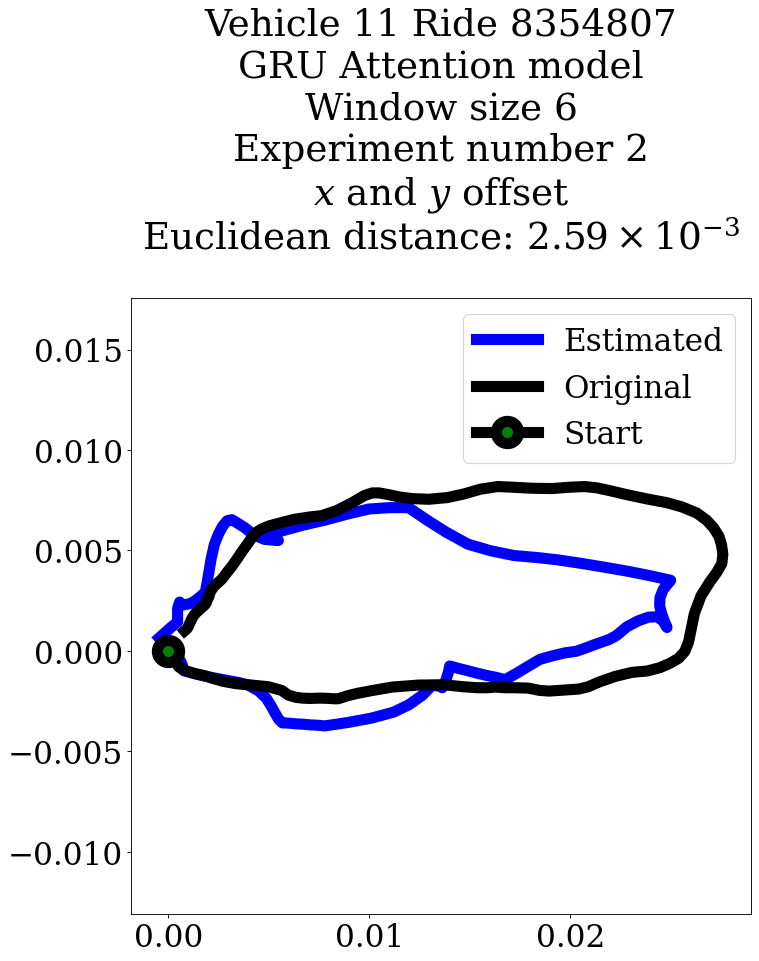 Vehicle 11 Ride 8354807
GRU Attention model
Window size 6
Experiment number 2
x and y offset
Euclidean distance: 2.59 × 10⁻³
Estimated
Original
Start
0.015
0.010
0.005
0.000
−0.005
−0.010
0.00
0.01
0.02